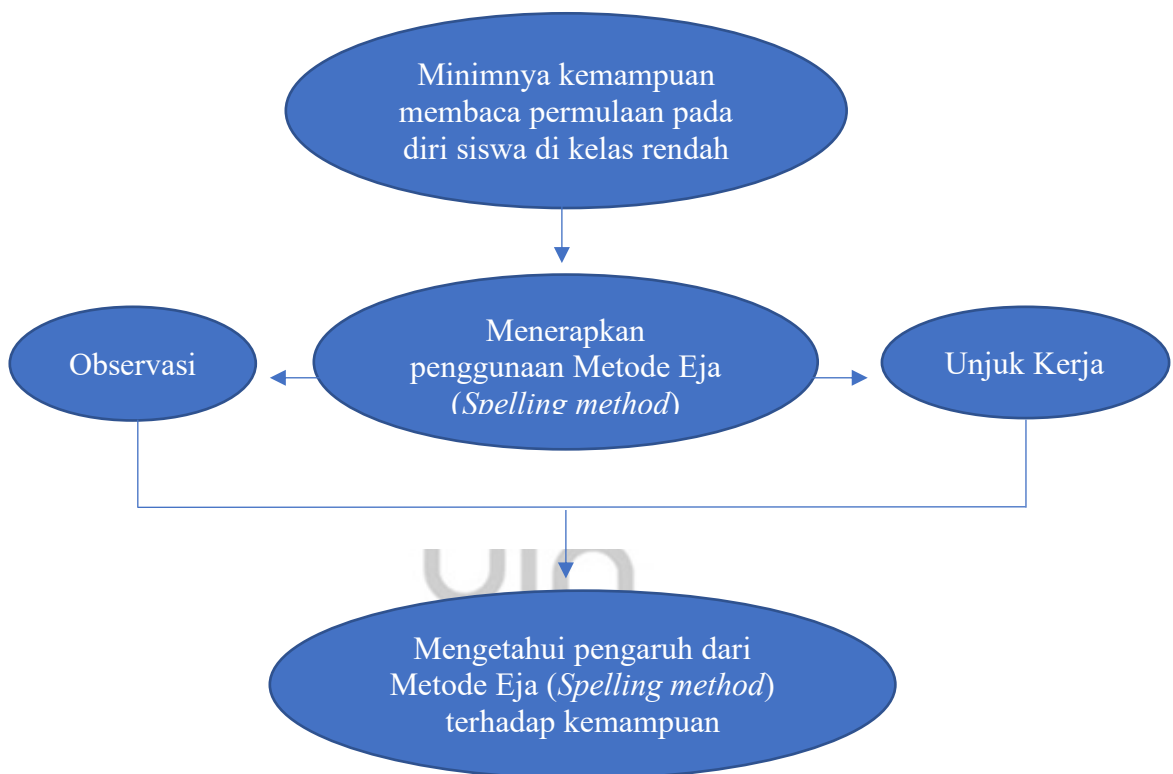 Minimnya kemampuan
membaca permulaan pada
diri siswa di kelas rendah
Observasi
Menerapkan
penggunaan Metode Eja
(Spelling method)
Unjuk Kerja
uin
Mengetahui pengaruh dari
Metode Eja (Spelling method)
terhadap kemampuan